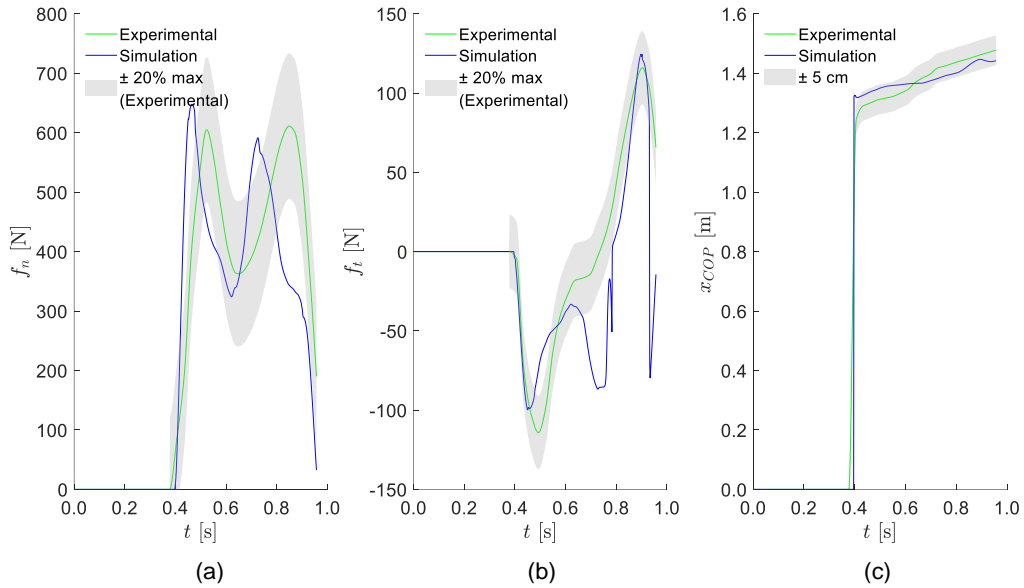 800
700
600
500
400
300
200
100
0
f_n [N]
0.0 0.2 0.4 0.6 0.8 1.0
t [s]
Experimental
Simulation
± 20% max
(Experimental)
(a)
150
100
50
0
-50
-100
-150
f_t [N]
0.0 0.2 0.4 0.6 0.8 1.0
t [s]
Experimental
Simulation
± 20% max
(Experimental)
(b)
1.6
1.4
1.2
1.0
0.8
0.6
0.4
0.2
0.0
x_COP [m]
0.0 0.2 0.4 0.6 0.8 1.0
t [s]
Experimental
Simulation
± 5 cm
(c)